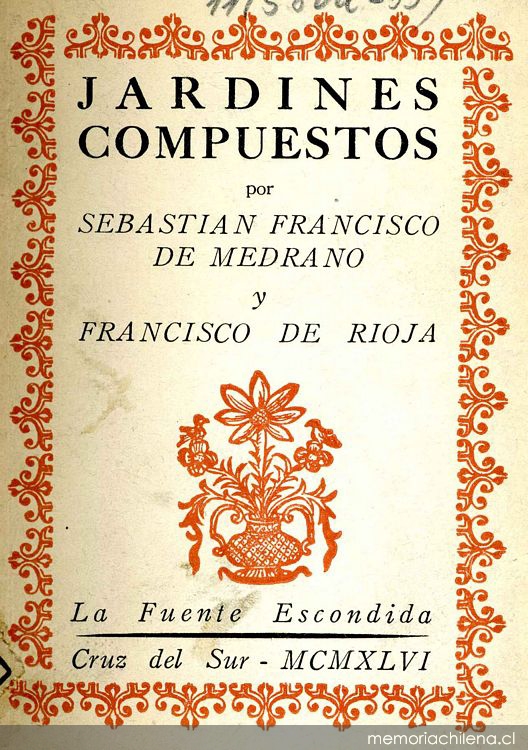 JARDINES
COMPUESTOS
por
SEBASTIAN FRANCISCO
DE MEDRANO
y
FRANCISCO DE RIOJA
La Fuente Escondida
Cruz del Sur - MCMXLVI
memoriachilena.cl